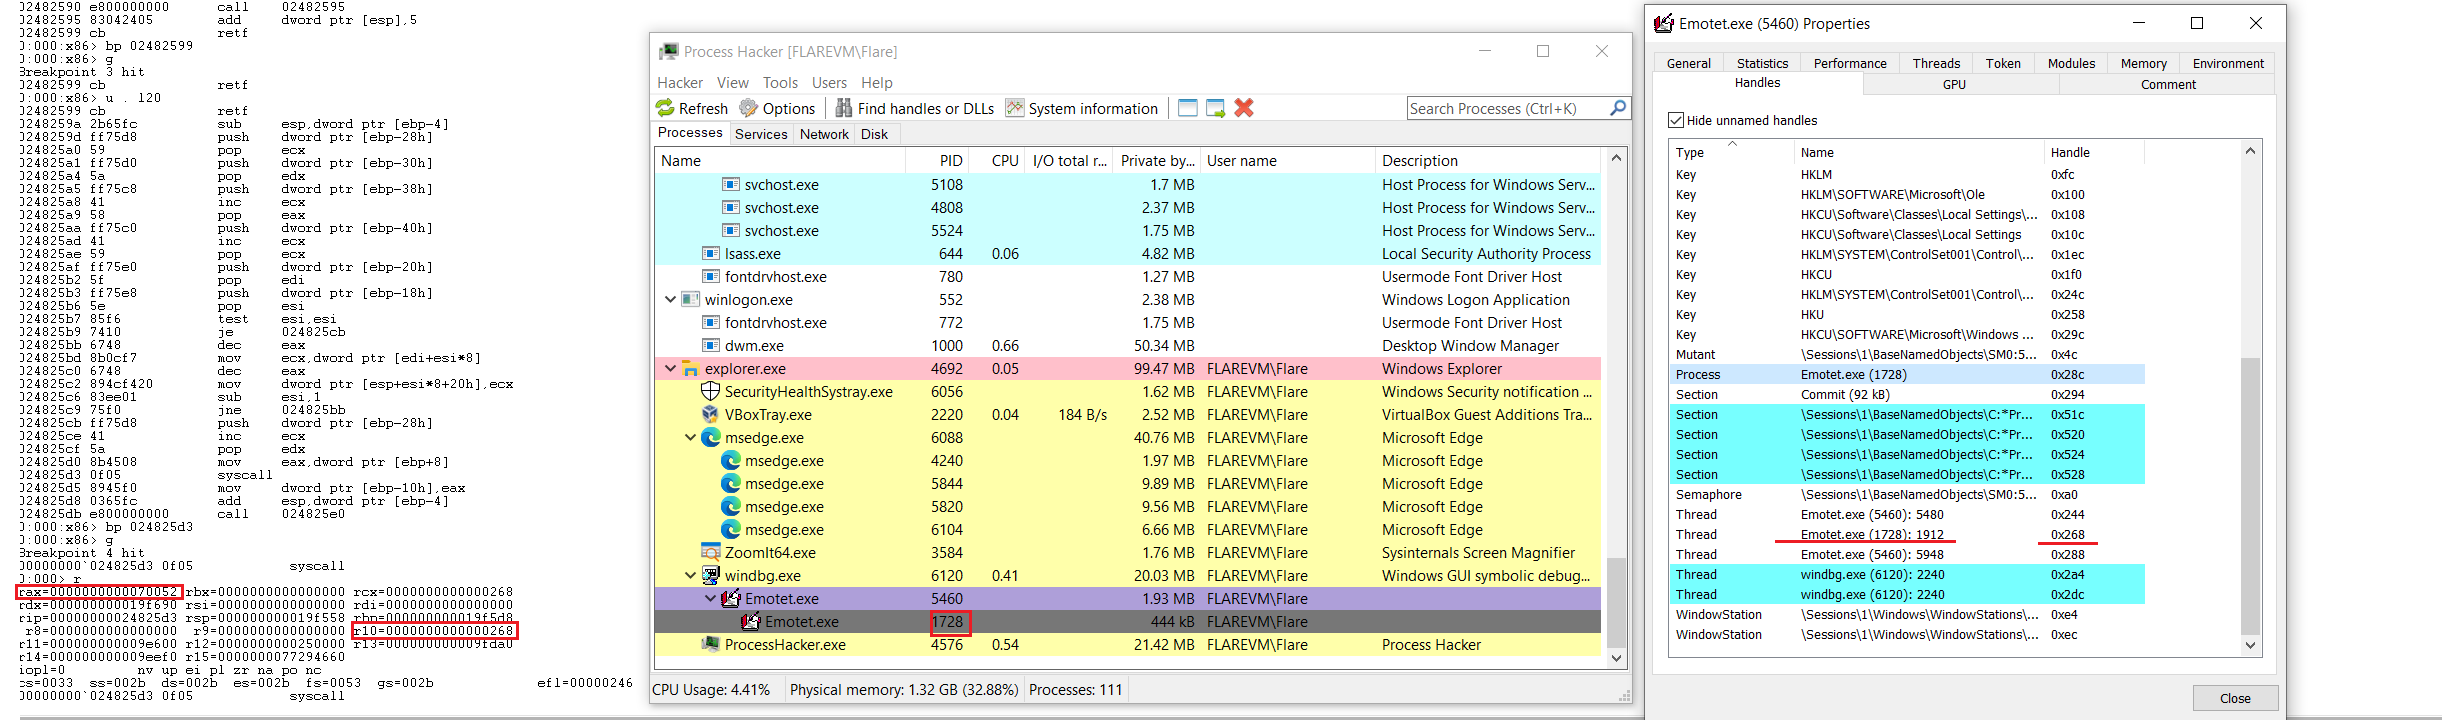 02482590 e800000000 call 02482595
02482595 83042405 add dword ptr [esp],5
02482599 cb retf
0:000:x86> bp 02482599
0:000:x86> g
Breakpoint 3 hit
02482599 cb retf
0:000:x86> u . l20
02482599 cb retf
0248259a 2b65fc sub esp,dword ptr [ebp-4]
0248259d ff75d8 push dword ptr [ebp-28h]
024825a0 59 pop ecx
024825a1 ff75d0 push dword ptr [ebp-30h]
024825a4 5a pop edx
024825a5 ff75c8 push dword ptr [ebp-38h]
024825a8 41 inc ecx
024825a9 58 pop eax
024825aa ff75c0 push dword ptr [ebp-40h]
024825ad 41 inc ecx
024825ae 59 pop ecx
024825af ff75e0 push dword ptr [ebp-20h]
024825b2 5f pop edi
024825b3 ff75e8 push dword ptr [ebp-18h]
024825b6 5e pop esi
024825b7 85f6 test esi,esi
024825b9 7410 je 024825cb
024825bb 6748 dec eax
024825bd 8b0cf7 mov ecx,dword ptr [edi+esi*8]
024825c0 6748 dec eax
024825c2 894cf420 mov dword ptr [esp+esi*8+20h],ecx
024825c6 83ee01 sub esi,1
024825c9 75f0 jne 024825bb
024825cb ff75d8 push dword ptr [ebp-28h]
024825ce 41 inc ecx
024825cf 5a pop edx
024825d0 8b4508 mov eax,dword ptr [ebp+8]
024825d3 0f05 syscall
024825d5 8945f0 mov dword ptr [ebp-10h],eax
024825d8 0365fc add esp,dword ptr [ebp-4]
024825db e800000000 call 024825e0
0:000:x86> bp 024825d3
0:000:x86> g
Breakpoint 4 hit
00000000`024825d3 0f05 syscall
0:000> r
rax=0000000000070052 rbx=0000000000000000 rcx=0000000000000268
rdx=000000000019f690 rsi=0000000000000000 rdi=0000000000000000
rip=00000000024825d3 rsp=000000000019f558 rbp=000000000019f5d8
r8=0000000000000000 r9=0000000000000000 r10=0000000000000268
r11=000000000009e600 r12=0000000000250000 r13=000000000009fda0
r14=000000000009eef0 r15=0000000077294660
iopl=0 nv up ei pl zr na po nc
cs=0033 ss=002b ds=002b es=002b fs=0053 gs=002b efl=00000246
00000000`024825d3 0f05 syscall
Process Hacker [FLAREVM\Flare]
Hacker View Tools Users Help
Refresh Options Find handles or DLLs System information Search Processes (Ctrl+K)
Processes Services Network Disk
Name PID CPU I/O total r... Private by... User name Description
svchost.exe 5108 1.7 MB Host Process for Windows Serv...
svchost.exe 4808 2.37 MB Host Process for Windows Serv...
svchost.exe 5524 1.75 MB Host Process for Windows Serv...
lsass.exe 644 0.06 4.82 MB Local Security Authority Process
fontdrvhost.exe 780 1.27 MB Usermode Font Driver Host
winlogon.exe 552 2.38 MB Windows Logon Application
fontdrvhost.exe 772 1.75 MB Usermode Font Driver Host
dwm.exe 1000 0.66 50.34 MB Desktop Window Manager
explorer.exe 4692 0.05 99.47 MB FLAREVM\Flare Windows Explorer
SecurityHealthSystray.exe 6056 1.62 MB FLAREVM\Flare Windows Security notification ...
VBoxTray.exe 2220 0.04 184 B/s 2.52 MB FLAREVM\Flare VirtualBox Guest Additions Tra...
msedge.exe 6088 40.76 MB FLAREVM\Flare Microsoft Edge
msedge.exe 4240 1.97 MB FLAREVM\Flare Microsoft Edge
msedge.exe 5844 9.89 MB FLAREVM\Flare Microsoft Edge
msedge.exe 5820 9.56 MB FLAREVM\Flare Microsoft Edge
msedge.exe 6104 6.66 MB FLAREVM\Flare Microsoft Edge
ZoomIt64.exe 3584 1.76 MB FLAREVM\Flare Sysinternals Screen Magnifier
windbg.exe 6120 0.41 20.03 MB FLAREVM\Flare Windows GUI symbolic debug...
Emotet.exe 5460 1.93 MB FLAREVM\Flare
Emotet.exe 1728 444 kB FLAREVM\Flare
ProcessHacker.exe 4576 0.54 21.42 MB FLAREVM\Flare Process Hacker
CPU Usage: 4.41% Physical memory: 1.32 GB (32.88%) Processes: 111
Emotet.exe (5460) Properties
General Statistics Performance Threads Token Modules Memory Environment
Handles GPU Comment
Hide unnamed handles
Type Name Handle
Key HKLM 0xfc
Key HKLM\SOFTWARE\Microsoft\Ole 0x100
Key HKCU\Software\Classes\Local Settings\... 0x108
Key HKCU\Software\Classes\Local Settings 0x10c
Key HKLM\SYSTEM\ControlSet001\Control\... 0x1ec
Key HKCU 0x1f0
Key HKLM\SYSTEM\ControlSet001\Control\... 0x24c
Key HKU 0x258
Key HKCU\SOFTWARE\Microsoft\Windows ... 0x29c
Mutant \Sessions\1\BaseNamedObjects\SM0:5... 0x4c
Process Emotet.exe (1728) 0x28c
Section Commit (92 kB) 0x294
Section \Sessions\1\BaseNamedObjects\C:*Pr... 0x51c
Section \Sessions\1\BaseNamedObjects\C:*Pr... 0x520
Section \Sessions\1\BaseNamedObjects\C:*Pr... 0x524
Section \Sessions\1\BaseNamedObjects\C:*Pr... 0x528
Semaphore \Sessions\1\BaseNamedObjects\SM0:5... 0xa0
Thread Emotet.exe (5460): 5480 0x244
Thread Emotet.exe (1728): 1912 0x268
Thread Emotet.exe (5460): 5948 0x288
Thread windbg.exe (6120): 2240 0x2a4
Thread windbg.exe (6120): 2240 0x2dc
WindowStation \Sessions\1\Windows\WindowStations\... 0xe4
WindowStation \Sessions\1\Windows\WindowStations\... 0xec
Close